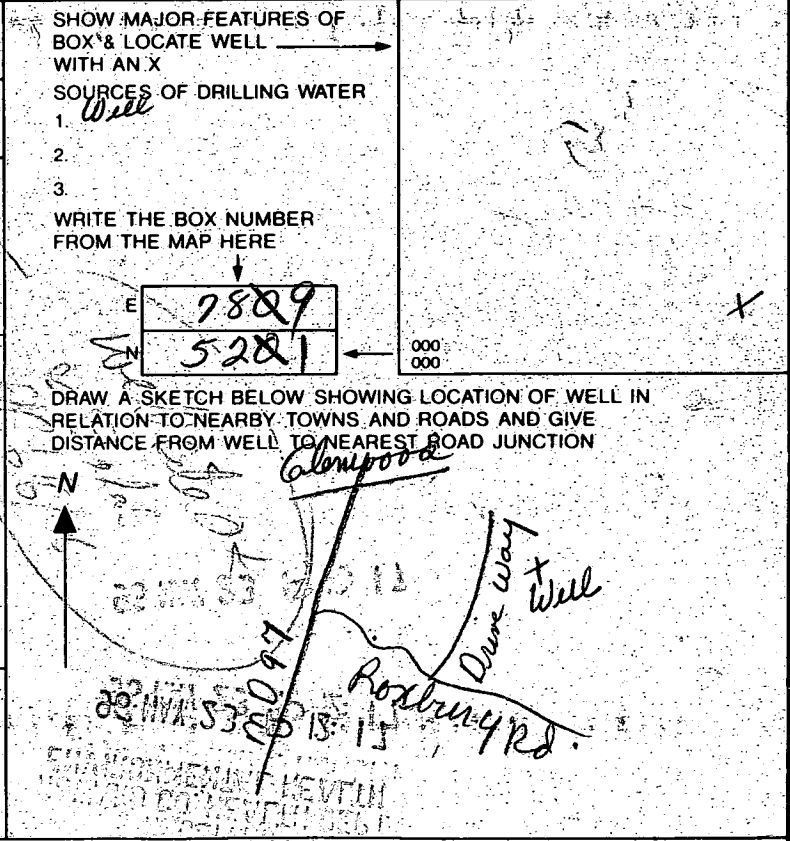 SHOW MAJOR FEATURES OF
BOX & LOCATE WELL
WITH AN X
SOURCES OF DRILLING WATER
1. Well
2.
3.
WRITE THE BOX NUMBER
FROM THE MAP HERE
E 7809
N 5201
000
000
X
DRAW A SKETCH BELOW SHOWING LOCATION OF WELL IN
RELATION TO NEARBY TOWNS AND ROADS AND GIVE
DISTANCE FROM WELL TO NEAREST ROAD JUNCTION
N
Glenwood
Drive Way
X
Well
MD 97
Roxbury Rd.